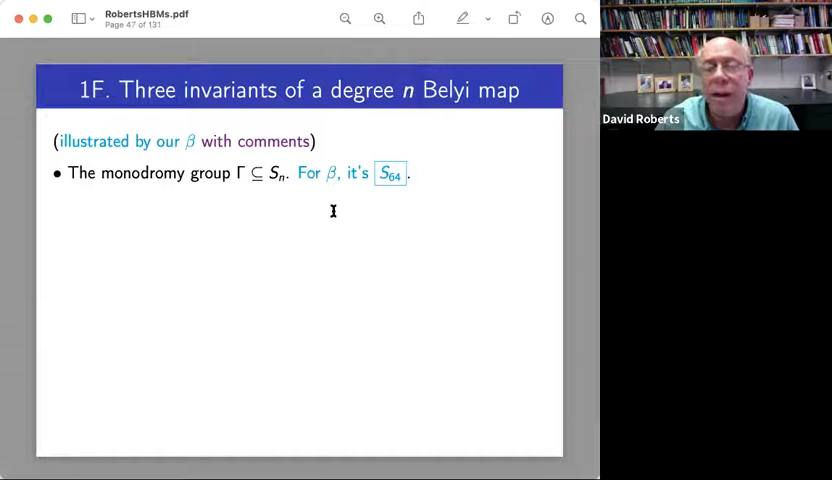 RobertsHBMs.pdf
Page 47 of 131
1F. Three invariants of a degree n Belyi map
(illustrated by our β with comments)
• The monodromy group Γ ⊆ Sₙ. For β, it's S₆₄.
David Roberts